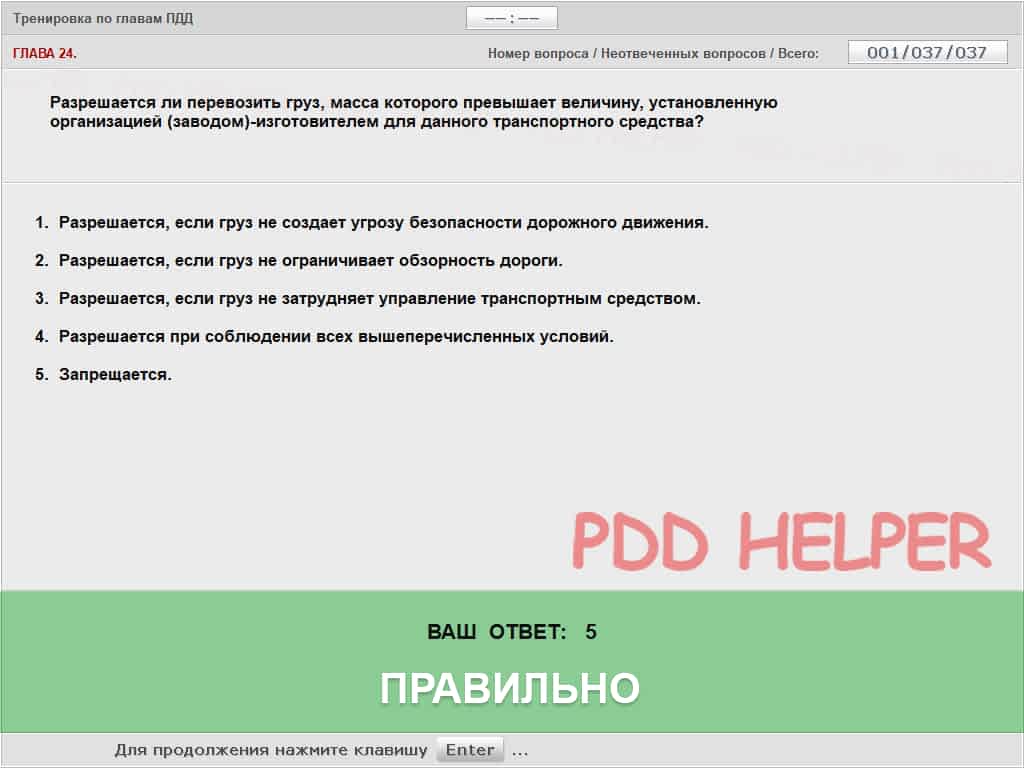 Тренировка по главам ПДД
—— : ——
ГЛАВА 24.
Номер вопроса / Неотвеченных вопросов / Всего:
001/037/037
Разрешается ли перевозить груз, масса которого превышает величину, установленную
организацией (заводом)-изготовителем для данного транспортного средства?
1. Разрешается, если груз не создает угрозу безопасности дорожного движения.
2. Разрешается, если груз не ограничивает обзорность дороги.
3. Разрешается, если груз не затрудняет управление транспортным средством.
4. Разрешается при соблюдении всех вышеперечисленных условий.
5. Запрещается.
PDD HELPER
ВАШ ОТВЕТ: 5
ПРАВИЛЬНО
Для продолжения нажмите клавишу Enter ...